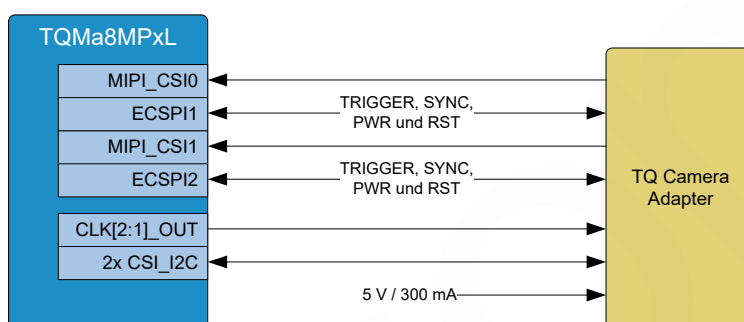 TQMa8MPxL
MIPI_CSI0
ECSPI1
TRIGGER, SYNC,
PWR und RST
MIPI_CSI1
ECSPI2
TRIGGER, SYNC,
PWR und RST
CLK[2:1]_OUT
2x CSI_I2C
5 V / 300 mA
TQ Camera
Adapter